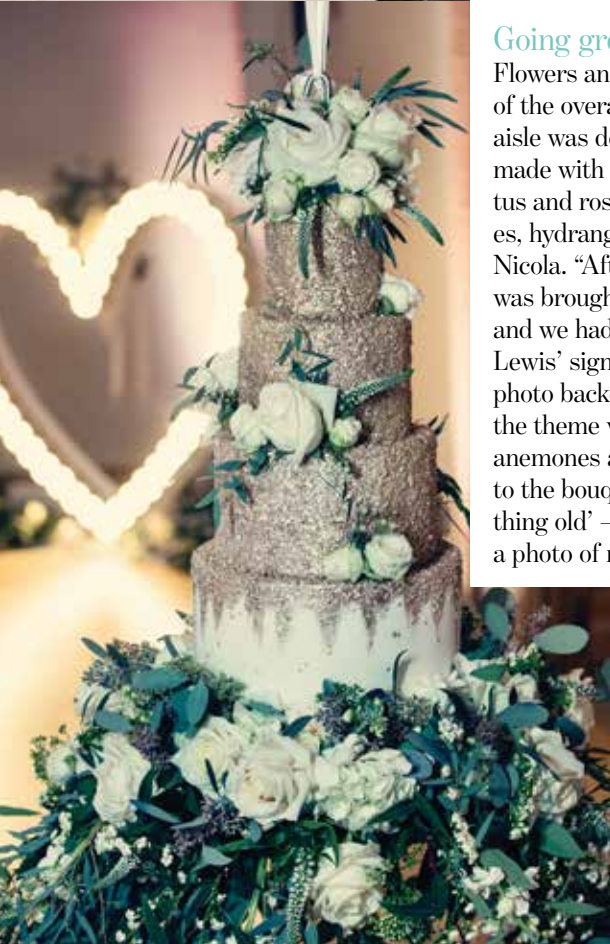 Going gre
Flowers an
of the overa
aisle was de
made with
tus and ros
es, hydrang
Nicola. “Aft
was brough
and we had
Lewis’ sign
photo back
the theme v
anemones a
to the bouq
thing old’ –
a photo of r